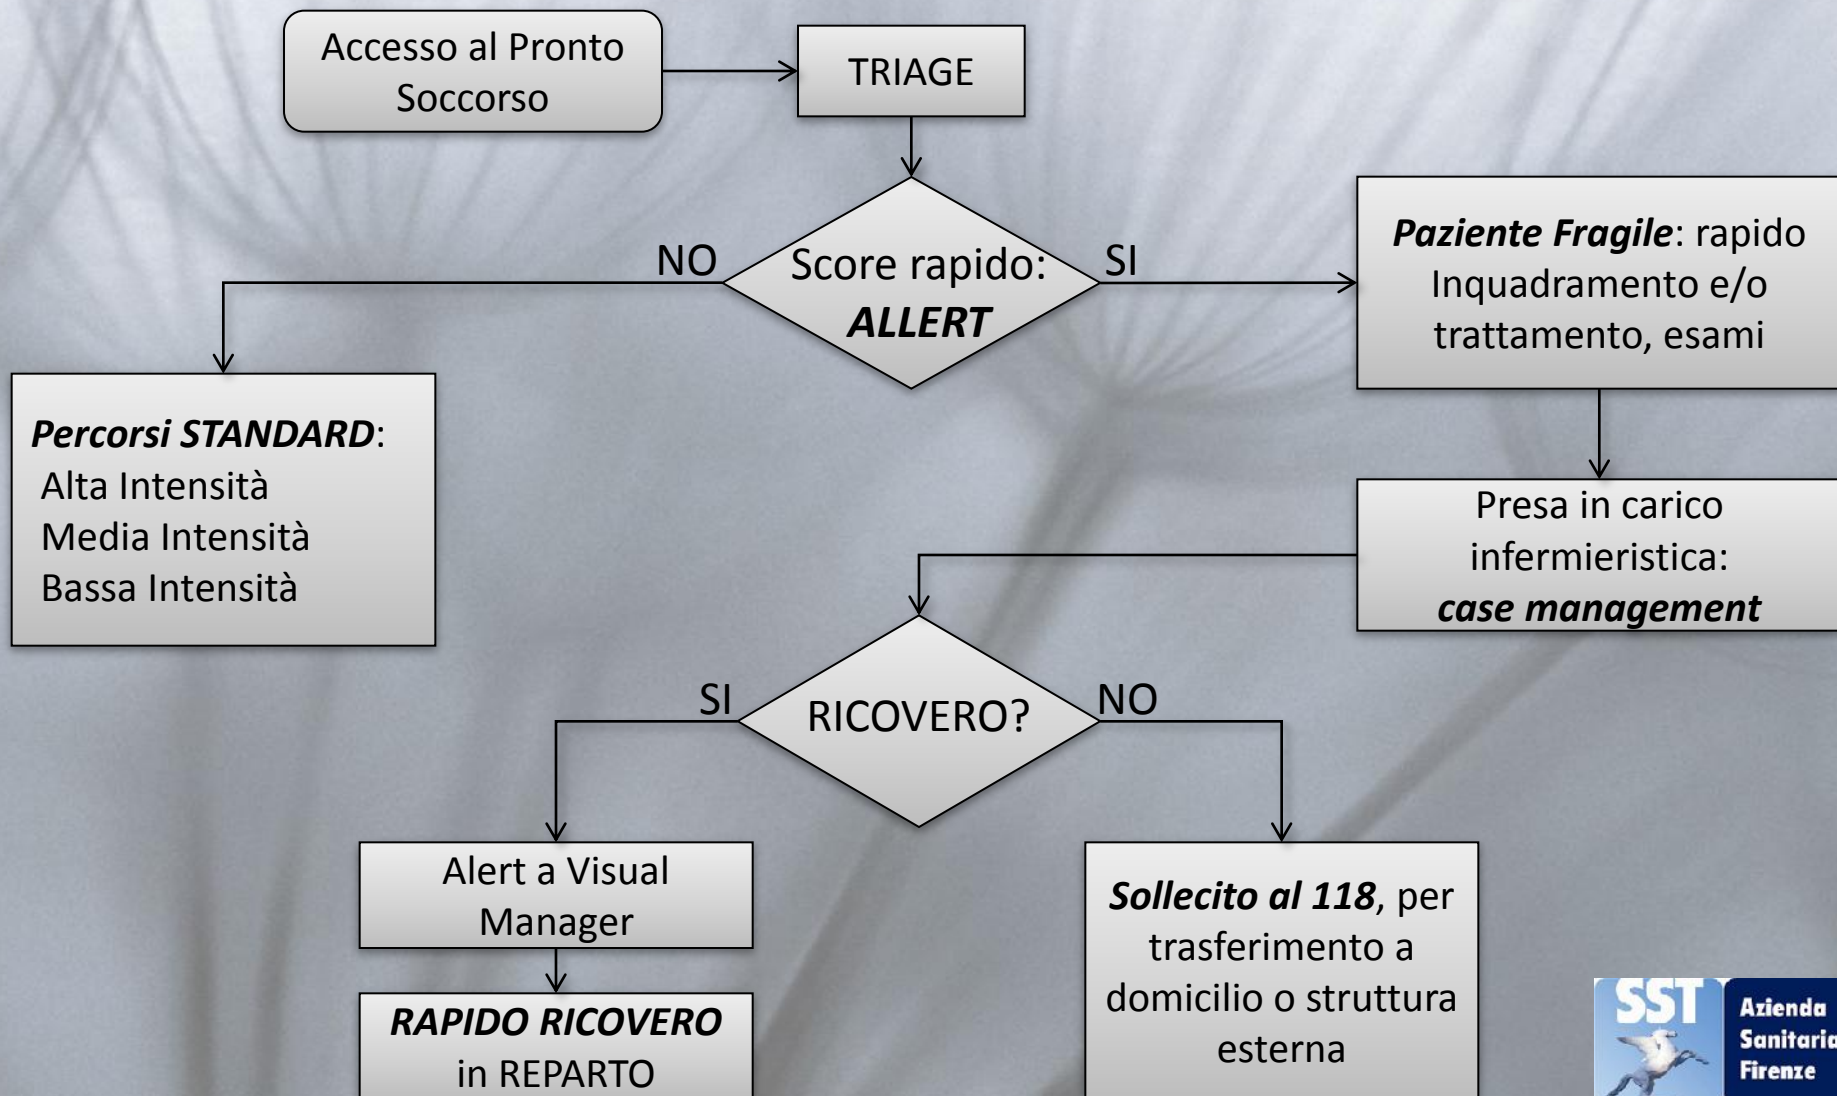 Accesso al Pronto
Soccorso
TRIAGE
Score rapido:
ALLERT
NO
SI
Paziente Fragile: rapido
Inquadramento e/o
trattamento, esami
Percorsi STANDARD:
Alta Intensità
Media Intensità
Bassa Intensità
Presa in carico
infermieristica:
case management
RICOVERO?
SI
NO
Alert a Visual
Manager
RAPIDO RICOVERO
in REPARTO
Sollecito al 118, per
trasferimento a
domicilio o struttura
esterna
SST
Azienda
Sanitaria
Firenze